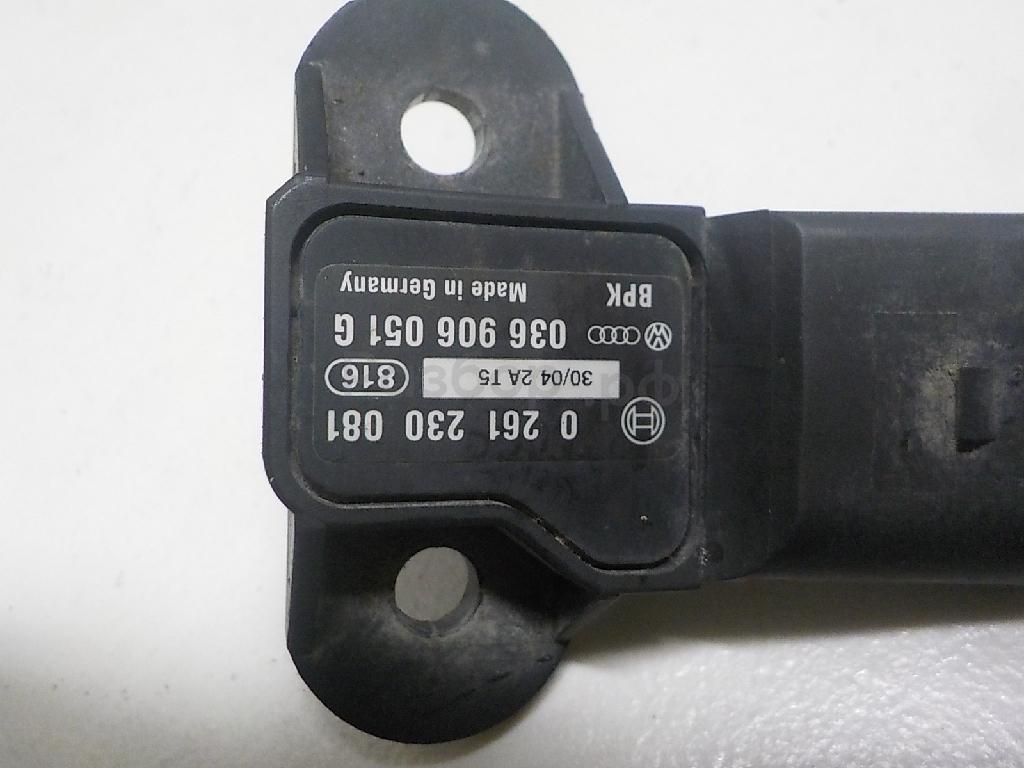 0 261 230 081
30/04 2A T5 816
036 906 051 G
BPK Made in Germany